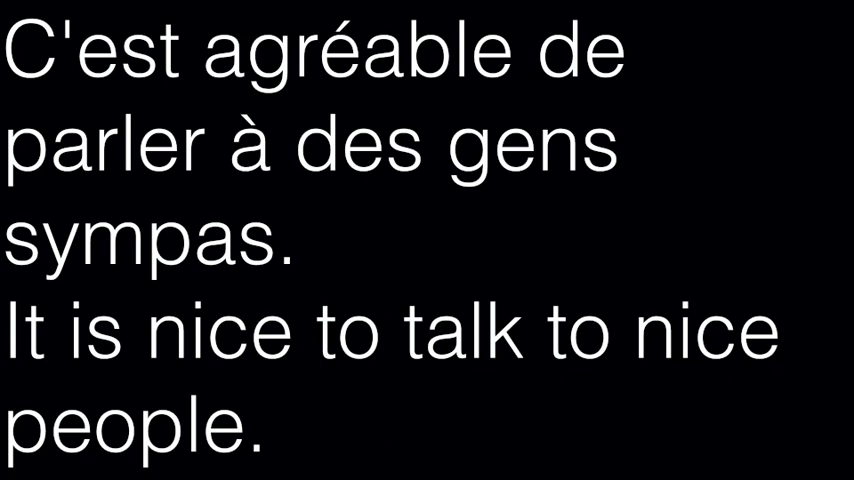 C'est agréable de
parler à des gens
sympas.
It is nice to talk to nice
people.